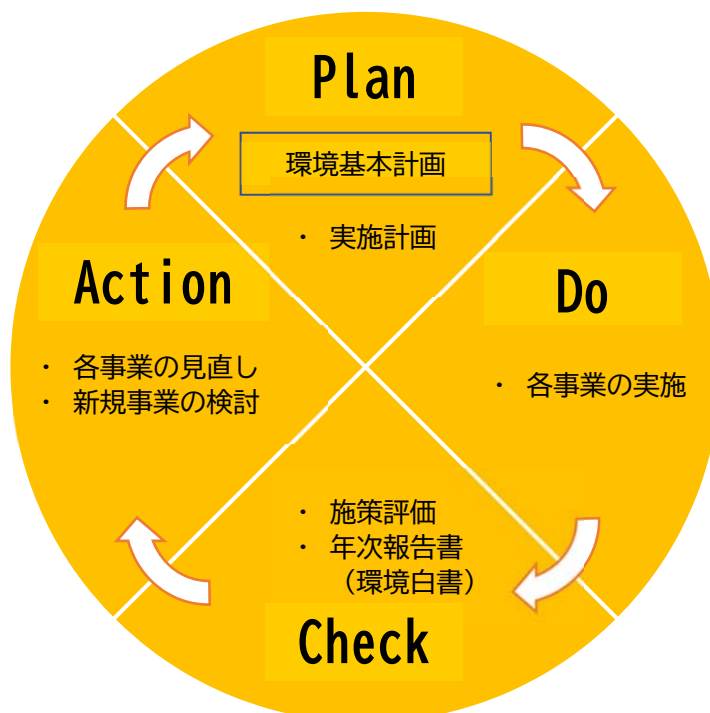 Plan
環境基本計画
・ 実施計画
Do
・ 各事業の実施
Check
・ 施策評価
・ 年次報告書
（環境白書）
Action
・ 各事業の見直し
・ 新規事業の検討